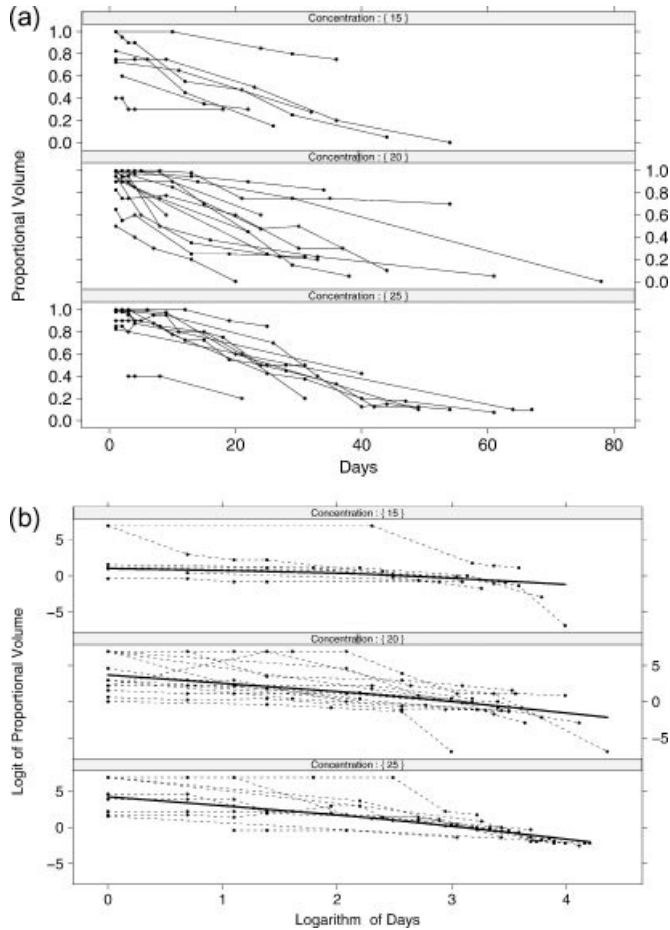 (a)
Concentration : { 15 }
1.0
0.8
0.6
0.4
0.2
0.0
Concentration : { 20 }
1.0
0.8
0.6
0.4
0.2
0.0
Concentration : { 25 }
1.0
0.8
0.6
0.4
0.2
0.0
Proportional Volume
0 20 40 60 80
Days
(b)
Concentration : { 15 }
5
0
−5
Concentration : { 20 }
5
0
−5
Concentration : { 25 }
5
0
−5
Logit of Proportional Volume
0 1 2 3 4
Logarithm of Days